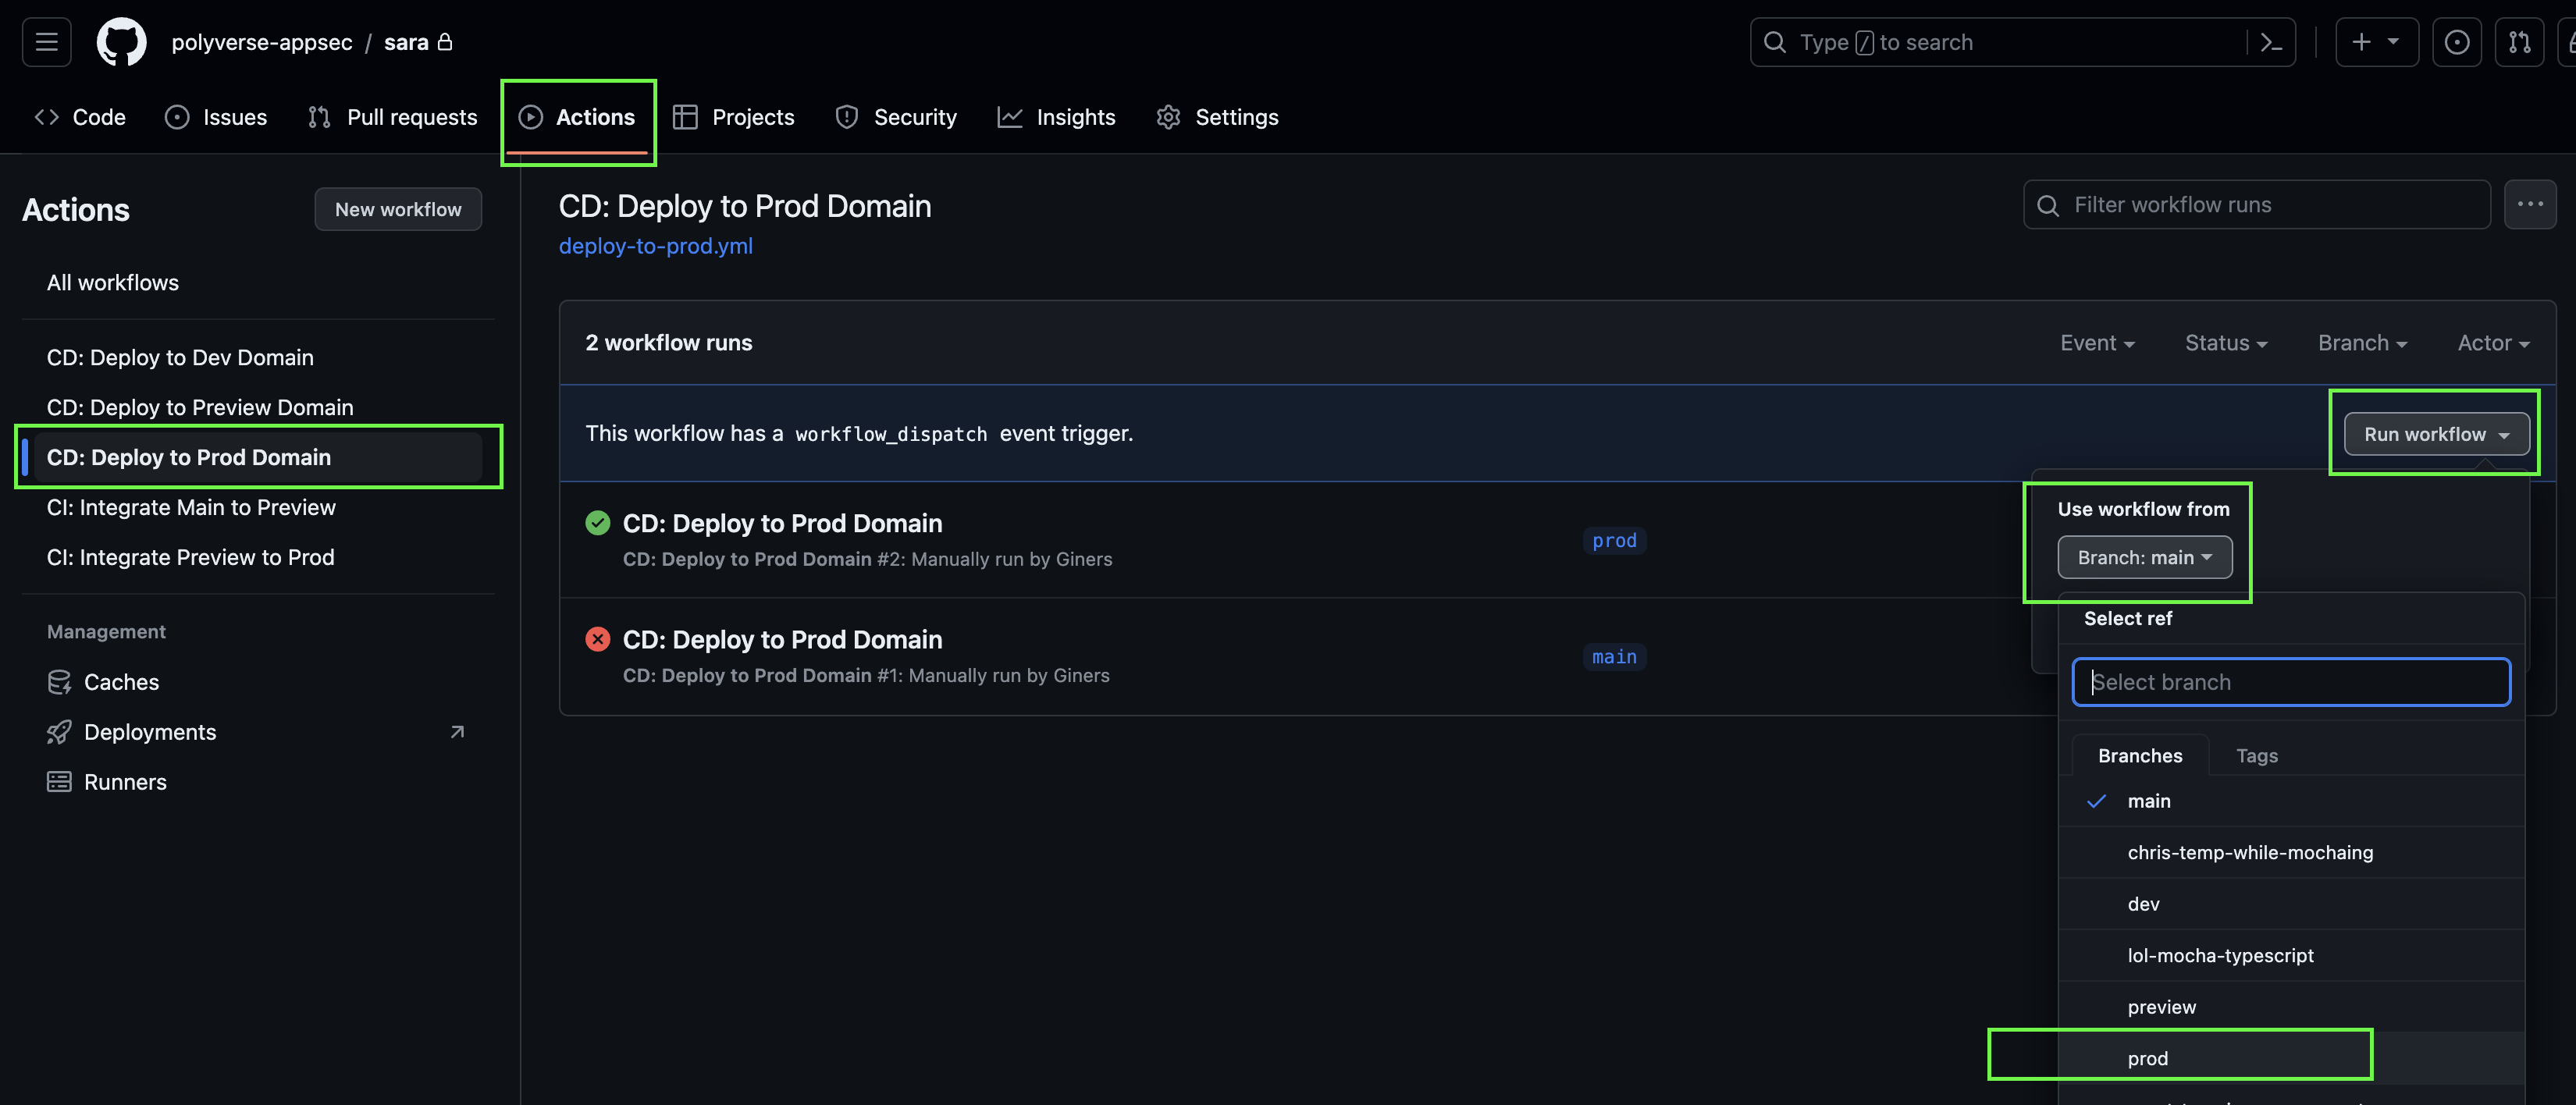 polyverse-appsec / sara
Type / to search
Code
Issues
Pull requests
Actions
Projects
Security
Insights
Settings
Actions
New workflow
All workflows
CD: Deploy to Dev Domain
CD: Deploy to Preview Domain
CD: Deploy to Prod Domain
CI: Integrate Main to Preview
CI: Integrate Preview to Prod
Management
Caches
Deployments
Runners
CD: Deploy to Prod Domain
deploy-to-prod.yml
Filter workflow runs
2 workflow runs
Event
Status
Branch
Actor
This workflow has a workflow_dispatch event trigger.
Run workflow
CD: Deploy to Prod Domain
CD: Deploy to Prod Domain #2: Manually run by Giners
prod
CD: Deploy to Prod Domain
CD: Deploy to Prod Domain #1: Manually run by Giners
main
Use workflow from
Branch: main
Select ref
Select branch
Branches
Tags
main
chris-temp-while-mochaing
dev
lol-mocha-typescript
preview
prod